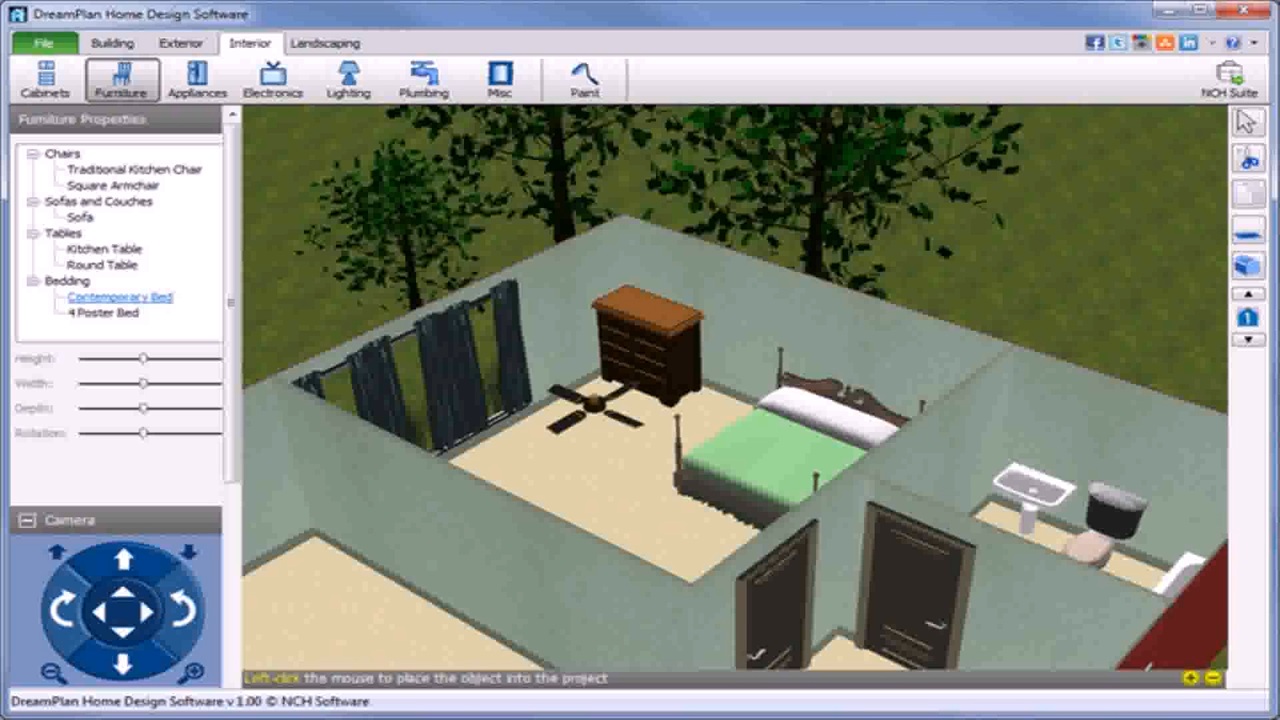 DreamPlan Home Design Software
File Building Exterior Interior Landscaping
Cabinets Furniture Appliances Electronics Lighting Plumbing Misc Paint NCH Suite
Furniture Properties
Chairs
Traditional Kitchen Chair
Square Armchair
Sofas and Couches
Sofa
Tables
Kitchen Table
Round Table
Bedding
Contemporary Bed
4 Poster Bed
Height:
Width:
Depth:
Rotation:
Camera
Left-click the mouse to place the object into the project
DreamPlan Home Design Software v 1.00 © NCH Software